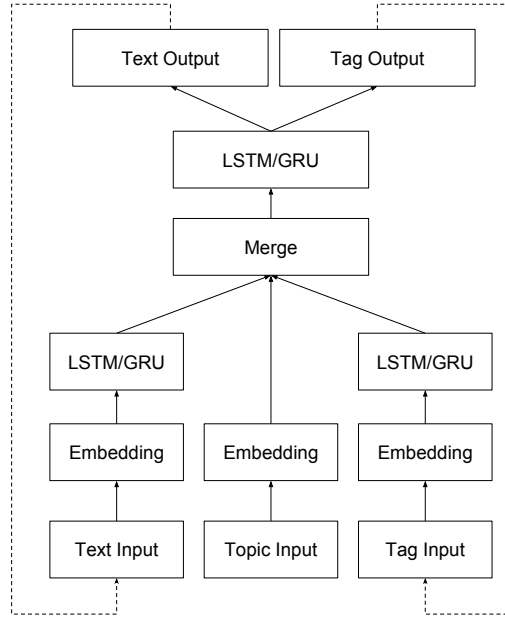 Text Output
Tag Output
LSTM/GRU
Merge
LSTM/GRU
LSTM/GRU
Embedding
Embedding
Embedding
Text Input
Topic Input
Tag Input